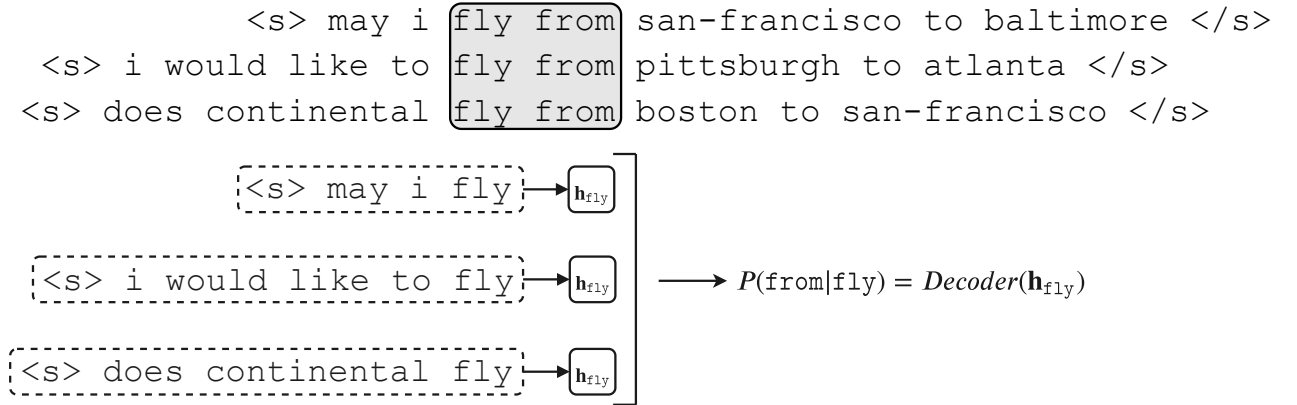 <s> may i fly from san-francisco to baltimore </s>
<s> i would like to fly from pittsburgh to atlanta </s>
<s> does continental fly from boston to san-francisco </s>
<s> may i fly h_fly
<s> i would like to fly h_fly P(from|fly) = Decoder(h_fly)
<s> does continental fly h_fly